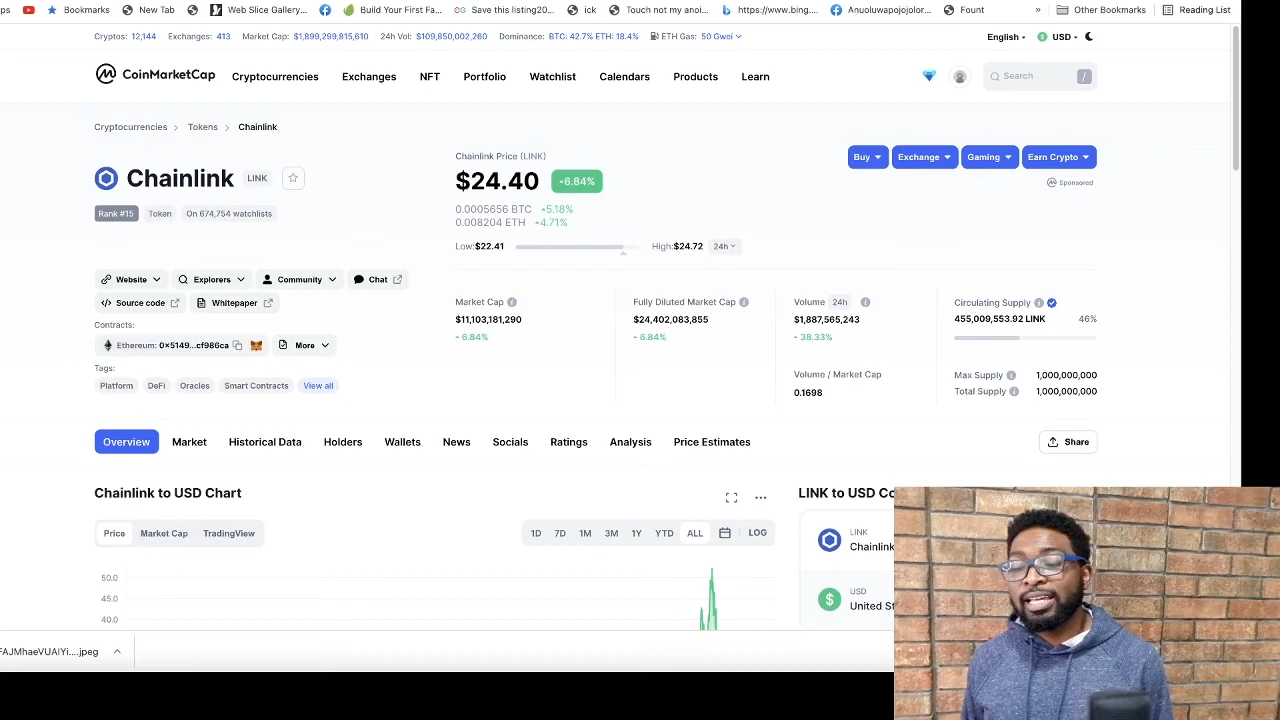 ps Bookmarks New Tab Web Slice Gallery... Build Your First Fa... CG Save this listing20... ick Touch not my anoi... https://www.bing.... Anuoluwapojojolor... Fount » Other Bookmarks Reading List
Cryptos: 12,144 Exchanges: 413 Market Cap: $1,899,299,815,610 24h Vol: $109,850,002,260 Dominance: BTC: 42.7% ETH: 18.4% ETH Gas: 50 Gwei English USD
CoinMarketCap Cryptocurrencies Exchanges NFT Portfolio Watchlist Calendars Products Learn Search /
Cryptocurrencies > Tokens > Chainlink
Chainlink Price (LINK)
Buy Exchange Gaming Earn Crypto
Chainlink LINK
$24.40 6.84%
Sponsored
Rank #15 Token On 674,754 watchlists
0.0005656 BTC 5.18%
0.008204 ETH 4.71%
Low:$22.41 High:$24.72 24h
Website Explorers Community Chat
Source code Whitepaper
Contracts:
Ethereum: 0x5149...cf986ca More
Tags:
Platform DeFi Oracles Smart Contracts View all
Market Cap
$11,103,181,290
6.84%
Fully Diluted Market Cap
$24,402,083,855
6.84%
Volume 24h
$1,887,565,243
38.33%
Volume / Market Cap
0.1698
Circulating Supply
455,009,553.92 LINK 46%
Max Supply 1,000,000,000
Total Supply 1,000,000,000
Overview Market Historical Data Holders Wallets News Socials Ratings Analysis Price Estimates Share
Chainlink to USD Chart
Price Market Cap TradingView 1D 7D 1M 3M 1Y YTD ALL LOG
50.0
45.0
40.0
LINK to USD Co
LINK
Chainlink
USD
United St
FAJMhaeVUAIYi....jpeg